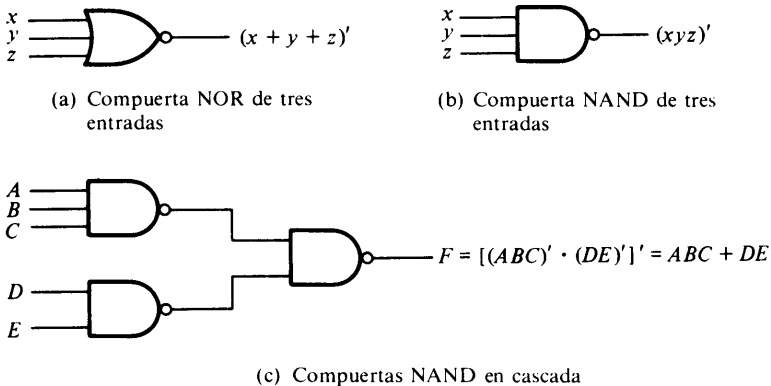 x
y
z
(x + y + z)′
x
y
z
(xyz)′
(a) Compuerta NOR de tres
entradas
(b) Compuerta NAND de tres
entradas
A
B
C
D
E
F = [(ABC)′ · (DE)′]′ = ABC + DE
(c) Compuertas NAND en cascada